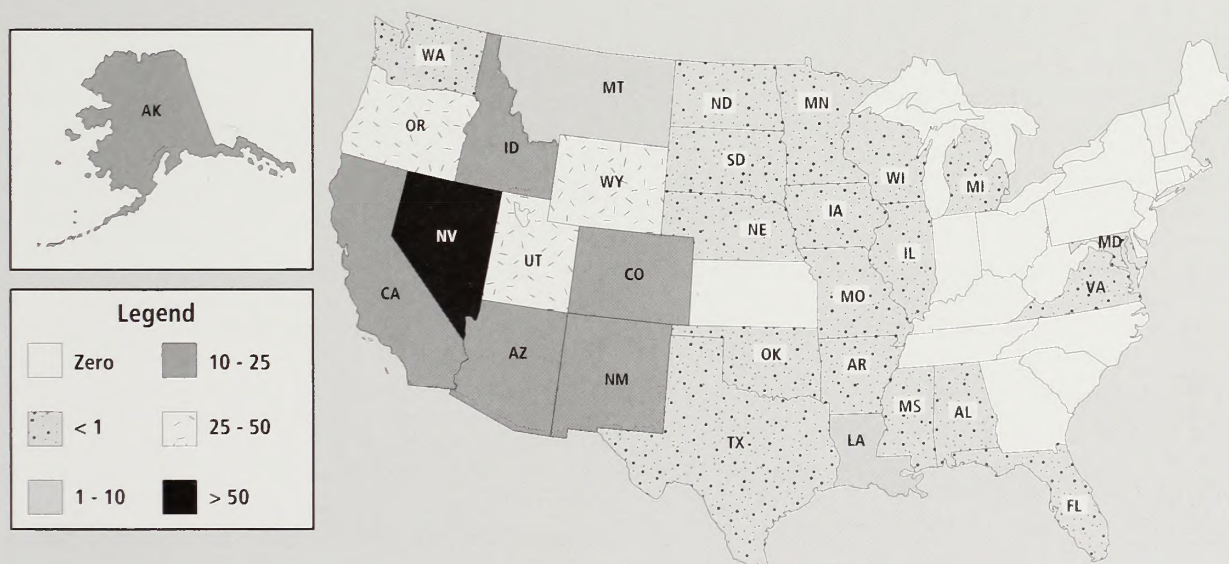 AK
Legend
Zero
10 - 25
< 1
25 - 50
1 - 10
> 50
WA
MT
ND
MN
OR
ID
SD
WI
MI
WY
NV
NE
IA
UT
CO
IL
MD
CA
MO
VA
AZ
NM
OK
AR
TX
MS
AL
LA
FL